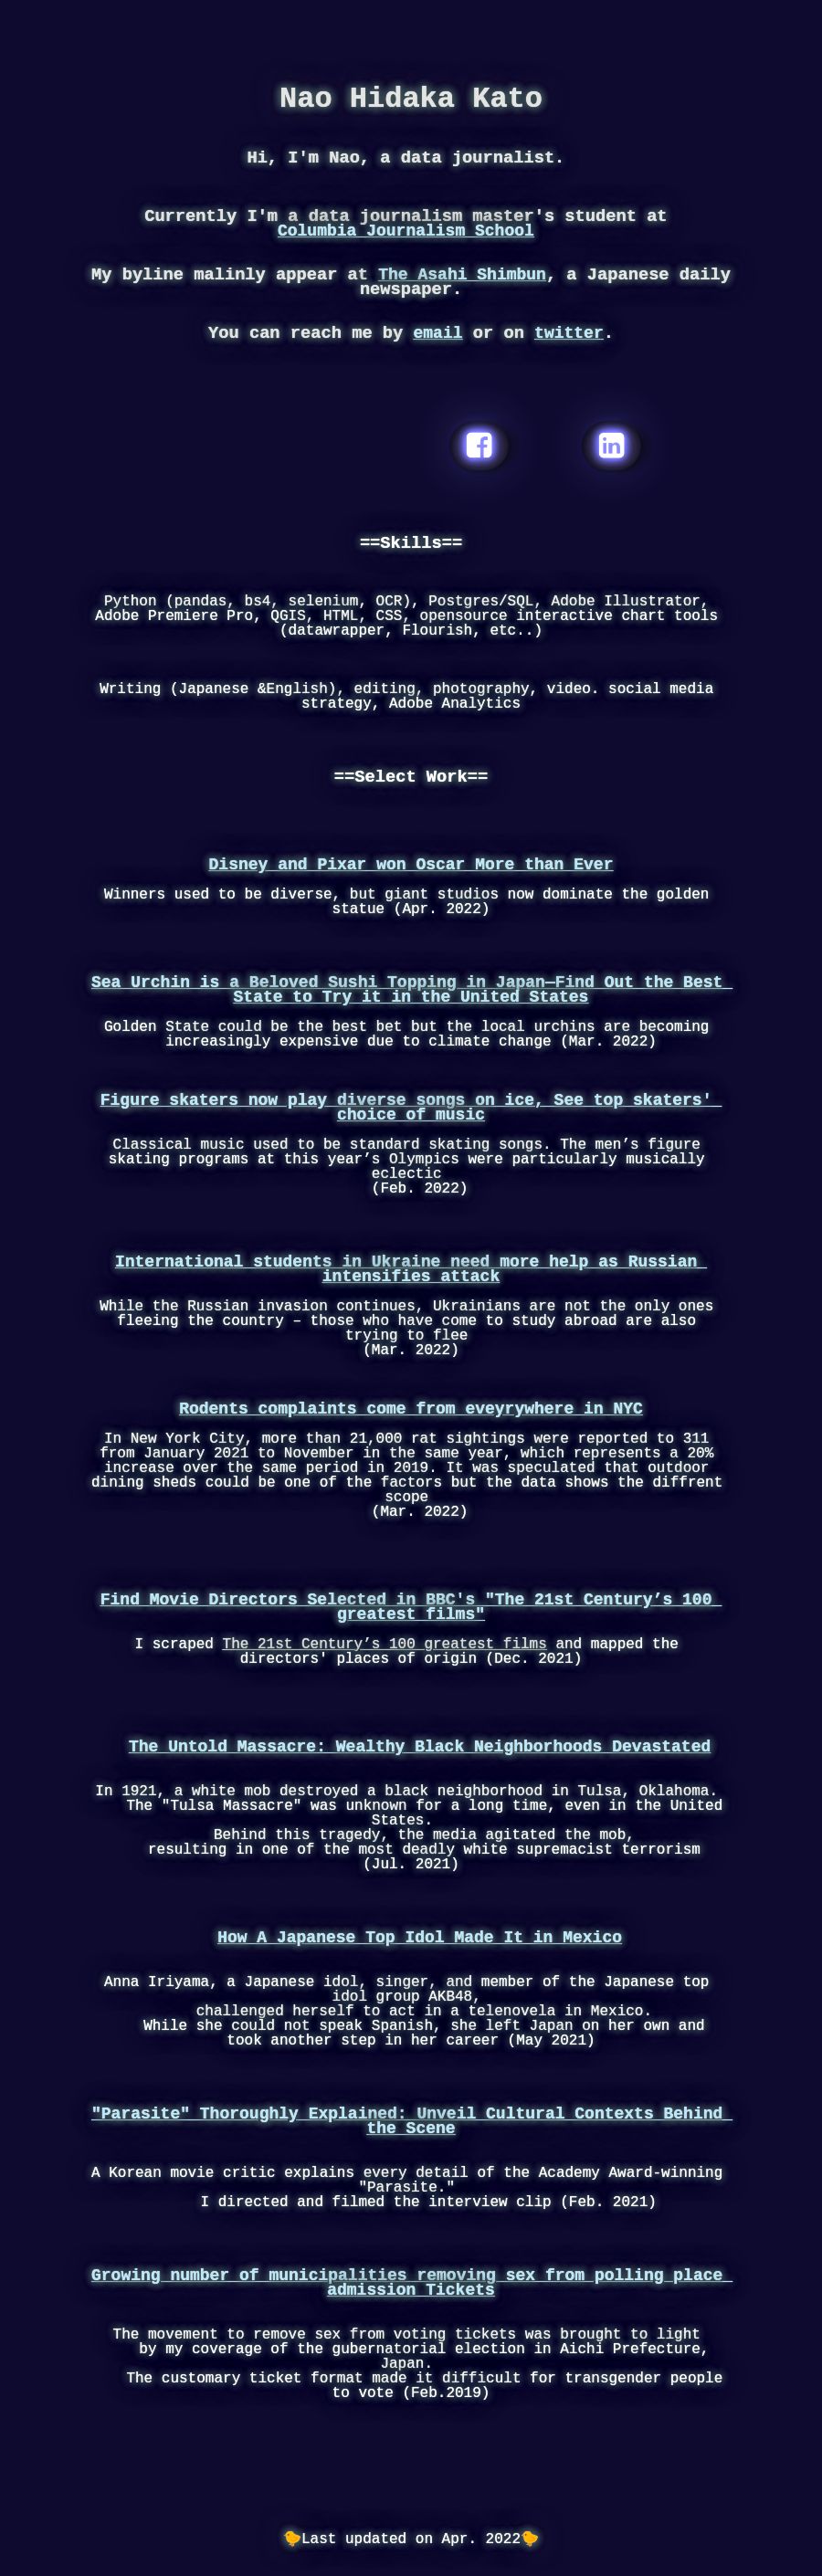 Nao Hidaka Kato
Hi, I'm Nao, a data journalist.
Currently I'm a data journalism master's student at
Columbia Journalism School
My byline malinly appear at The Asahi Shimbun, a Japanese daily
newspaper.
You can reach me by email or on twitter.
==Skills==
Python (pandas, bs4, selenium, OCR), Postgres/SQL, Adobe Illustrator,
Adobe Premiere Pro, QGIS, HTML, CSS, opensource interactive chart tools
(datawrapper, Flourish, etc..)
Writing (Japanese &English), editing, photography, video. social media
strategy, Adobe Analytics
==Select Work==
Disney and Pixar won Oscar More than Ever
Winners used to be diverse, but giant studios now dominate the golden
statue (Apr. 2022)
Sea Urchin is a Beloved Sushi Topping in Japan—Find Out the Best
State to Try it in the United States
Golden State could be the best bet but the local urchins are becoming
increasingly expensive due to climate change (Mar. 2022)
Figure skaters now play diverse songs on ice, See top skaters'
choice of music
Classical music used to be standard skating songs. The men’s figure
skating programs at this year’s Olympics were particularly musically
eclectic
(Feb. 2022)
International students in Ukraine need more help as Russian
intensifies attack
While the Russian invasion continues, Ukrainians are not the only ones
fleeing the country – those who have come to study abroad are also
trying to flee
(Mar. 2022)
Rodents complaints come from eveyrywhere in NYC
In New York City, more than 21,000 rat sightings were reported to 311
from January 2021 to November in the same year, which represents a 20%
increase over the same period in 2019. It was speculated that outdoor
dining sheds could be one of the factors but the data shows the diffrent
scope
(Mar. 2022)
Find Movie Directors Selected in BBC's "The 21st Century’s 100
greatest films"
I scraped The 21st Century’s 100 greatest films and mapped the
directors' places of origin (Dec. 2021)
The Untold Massacre: Wealthy Black Neighborhoods Devastated
In 1921, a white mob destroyed a black neighborhood in Tulsa, Oklahoma.
The "Tulsa Massacre" was unknown for a long time, even in the United
States.
Behind this tragedy, the media agitated the mob,
resulting in one of the most deadly white supremacist terrorism
(Jul. 2021)
How A Japanese Top Idol Made It in Mexico
Anna Iriyama, a Japanese idol, singer, and member of the Japanese top
idol group AKB48,
challenged herself to act in a telenovela in Mexico.
While she could not speak Spanish, she left Japan on her own and
took another step in her career (May 2021)
"Parasite" Thoroughly Explained: Unveil Cultural Contexts Behind
the Scene
A Korean movie critic explains every detail of the Academy Award-winning
"Parasite."
I directed and filmed the interview clip (Feb. 2021)
Growing number of municipalities removing sex from polling place
admission Tickets
The movement to remove sex from voting tickets was brought to light
by my coverage of the gubernatorial election in Aichi Prefecture,
Japan.
The customary ticket format made it difficult for transgender people
to vote (Feb.2019)
🐤Last updated on Apr. 2022🐤